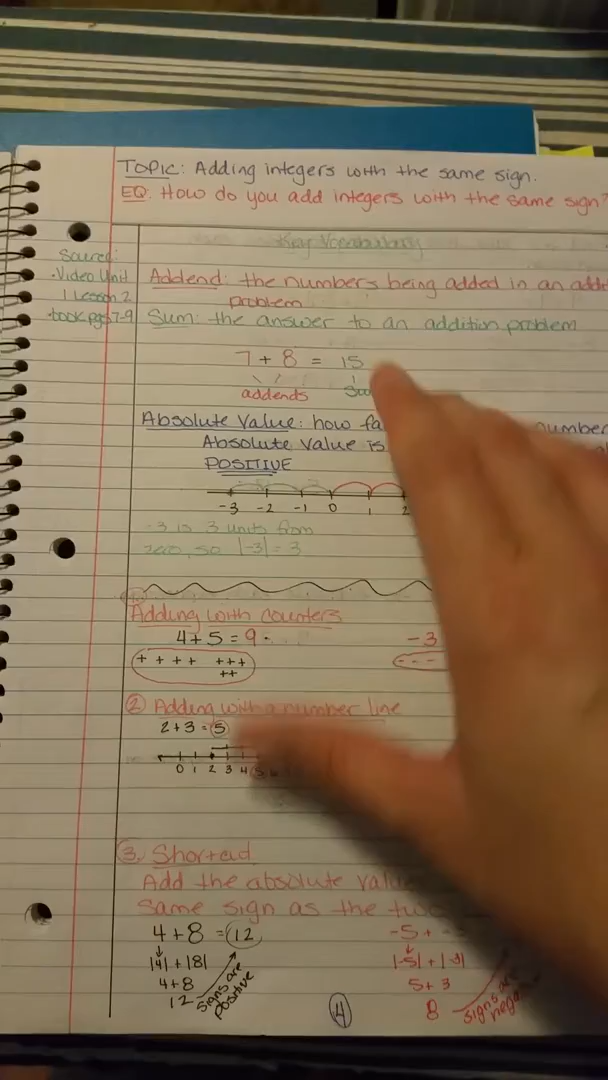 TOPIC: Adding integers with the same sign.
EQ: How do you add integers with the same sign?
Key Vocabulary
Source:
• Video Unit
1 Lesson 2
• book pgs 7-9
Addend: the numbers being added in an
problem
Sum: the answer to an addition problem
7 + 8 = 15
addends
Absolute Value: how number
Absolute value is
POSITIVE
-3 -2 -1 0 1 2
-3 is 3 units from
zero, so |-3| = 3
Adding with counters
4+5 = 9 -3
+ + + + +++ - - -
++
② Adding with a number line
2+3 = 5
0 1 2 3 4 5
3. Shortcut
Add the absolute
same sign as the two
4+8 = 12 -5 +
|4| + |8| |-5| + |-3|
4+8 5+3
12 signs are positive 8 signs are
4